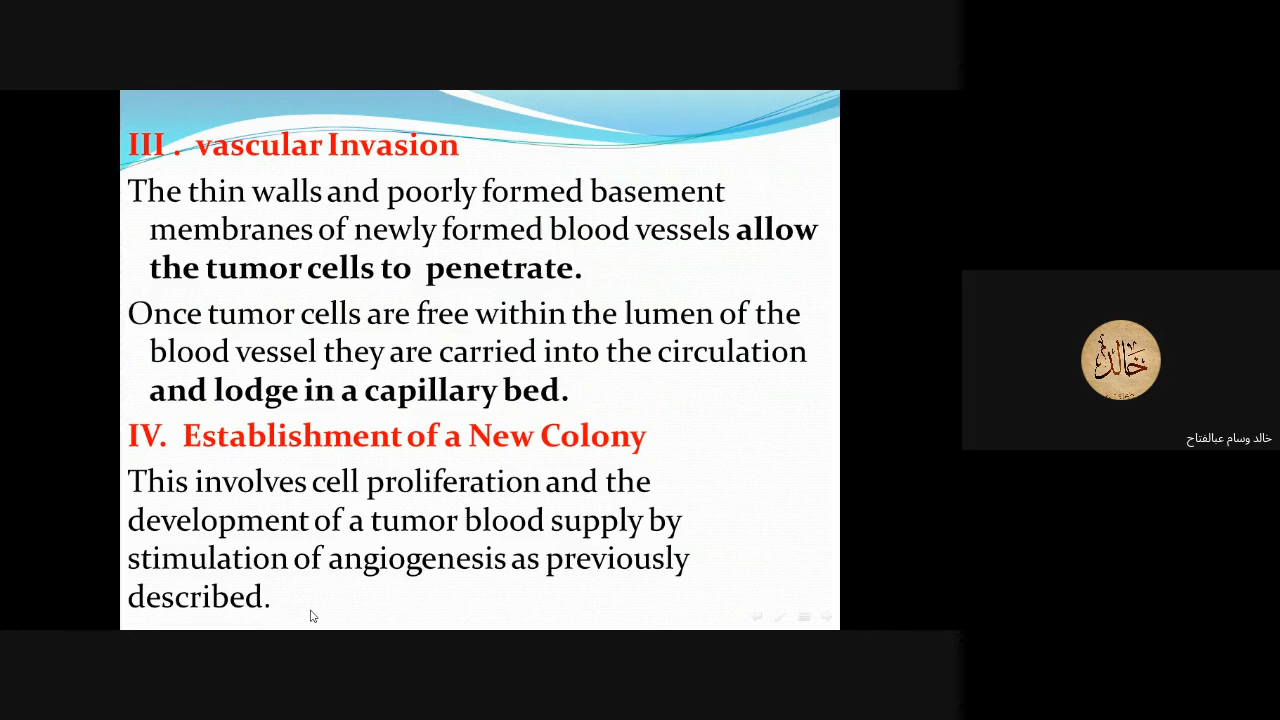 III . vascular Invasion
The thin walls and poorly formed basement
membranes of newly formed blood vessels allow
the tumor cells to penetrate.
Once tumor cells are free within the lumen of the
blood vessel they are carried into the circulation
and lodge in a capillary bed.
IV. Establishment of a New Colony
This involves cell proliferation and the
development of a tumor blood supply by
stimulation of angiogenesis as previously
described.
خالد
خالد وسام عبالفتاح